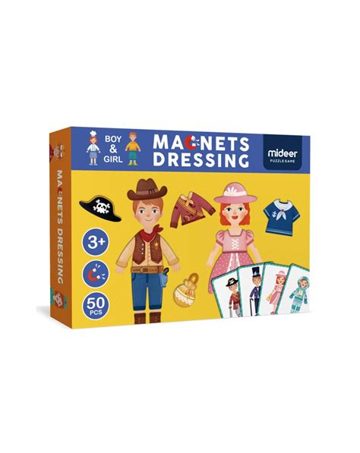 BOY
&
GIRL
MAGNETS
DRESSING
mideer
PUZZLE GAME
MAGNETS DRESSING
3+
50
PCS